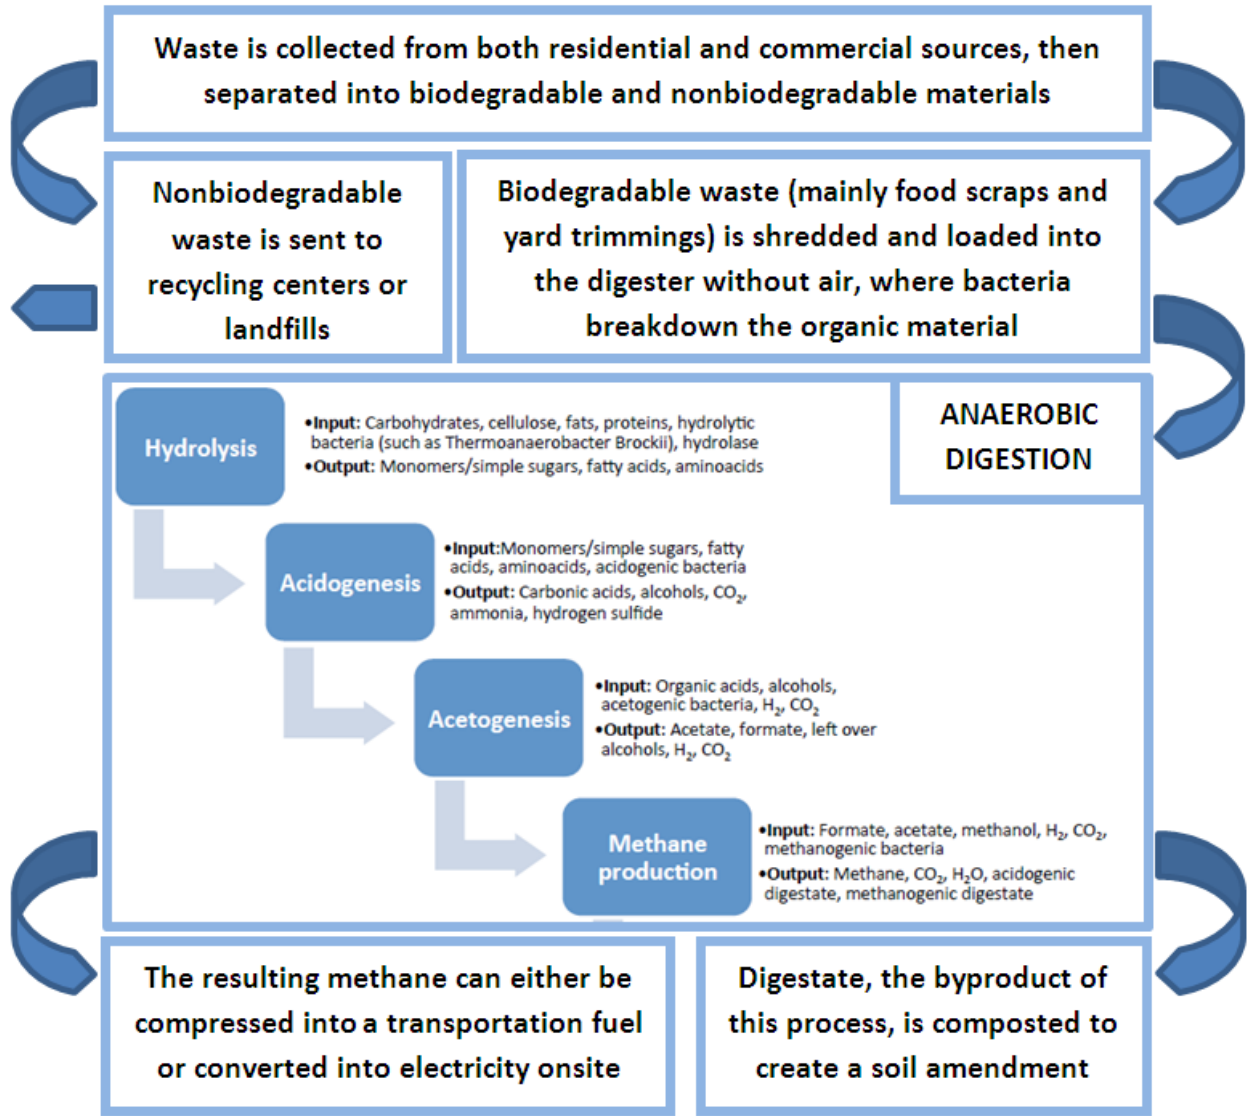 Waste is collected from both residential and commercial sources, then
separated into biodegradable and nonbiodegradable materials
Nonbiodegradable
waste is sent to
recycling centers or
landfills
Biodegradable waste (mainly food scraps and
yard trimmings) is shredded and loaded into
the digester without air, where bacteria
breakdown the organic material
ANAEROBIC
DIGESTION
Hydrolysis
•Input: Carbohydrates, cellulose, fats, proteins, hydrolytic
bacteria (such as Thermoanaerobacter Brockii), hydrolase
•Output: Monomers/simple sugars, fatty acids, aminoacids
Acidogenesis
•Input:Monomers/simple sugars, fatty
acids, aminoacids, acidogenic bacteria
•Output: Carbonic acids, alcohols, CO₂,
ammonia, hydrogen sulfide
Acetogenesis
•Input: Organic acids, alcohols,
acetogenic bacteria, H₂, CO₂
•Output: Acetate, formate, left over
alcohols, H₂, CO₂
Methane
production
•Input: Formate, acetate, methanol, H₂, CO₂,
methanogenic bacteria
•Output: Methane, CO₂, H₂O, acidogenic
digestate, methanogenic digestate
The resulting methane can either be
compressed into a transportation fuel
or converted into electricity onsite
Digestate, the byproduct of
this process, is composted to
create a soil amendment